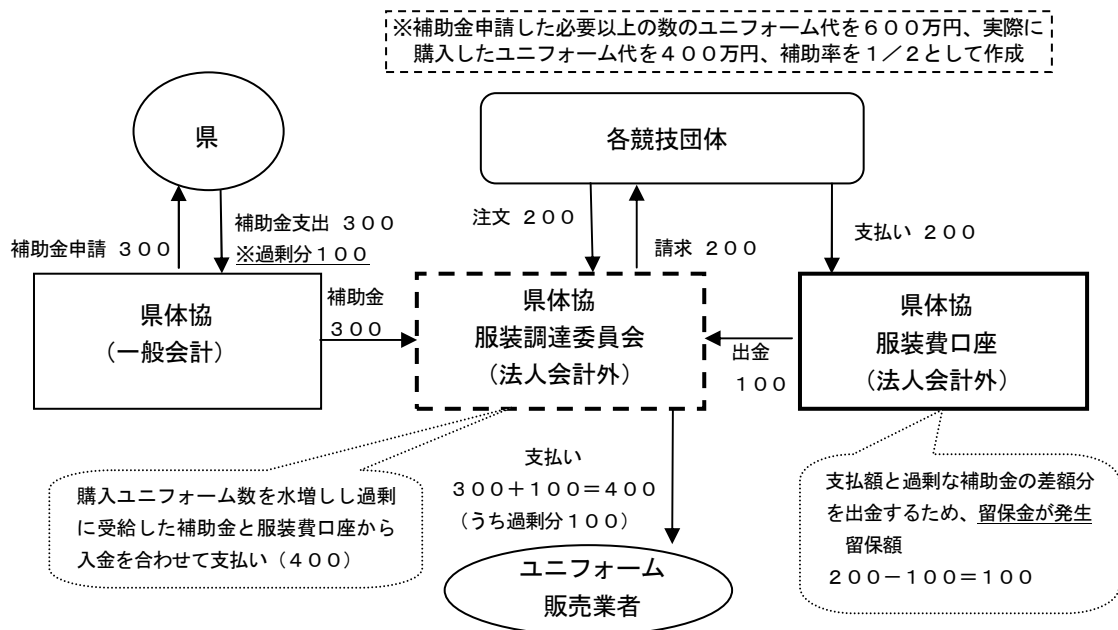 ※補助金申請した必要以上の数のユニフォーム代を６００万円、実際に
購入したユニフォーム代を４００万円、補助率を１／２として作成
県
各競技団体
補助金申請 ３００
補助金支出 ３００
※過剰分１００
注文 ２００
請求 ２００
支払い ２００
県体協
（一般会計）
補助金
３００
県体協
服装調達委員会
（法人会計外）
出金
１００
県体協
服装費口座
（法人会計外）
購入ユニフォーム数を水増しし過剰
に受給した補助金と服装費口座から
入金を合わせて支払い（４００）
支払い
３００＋１００＝４００
（うち過剰分１００）
支払額と過剰な補助金の差額分
を出金するため、留保金が発生
留保額
２００－１００＝１００
ユニフォーム
販売業者